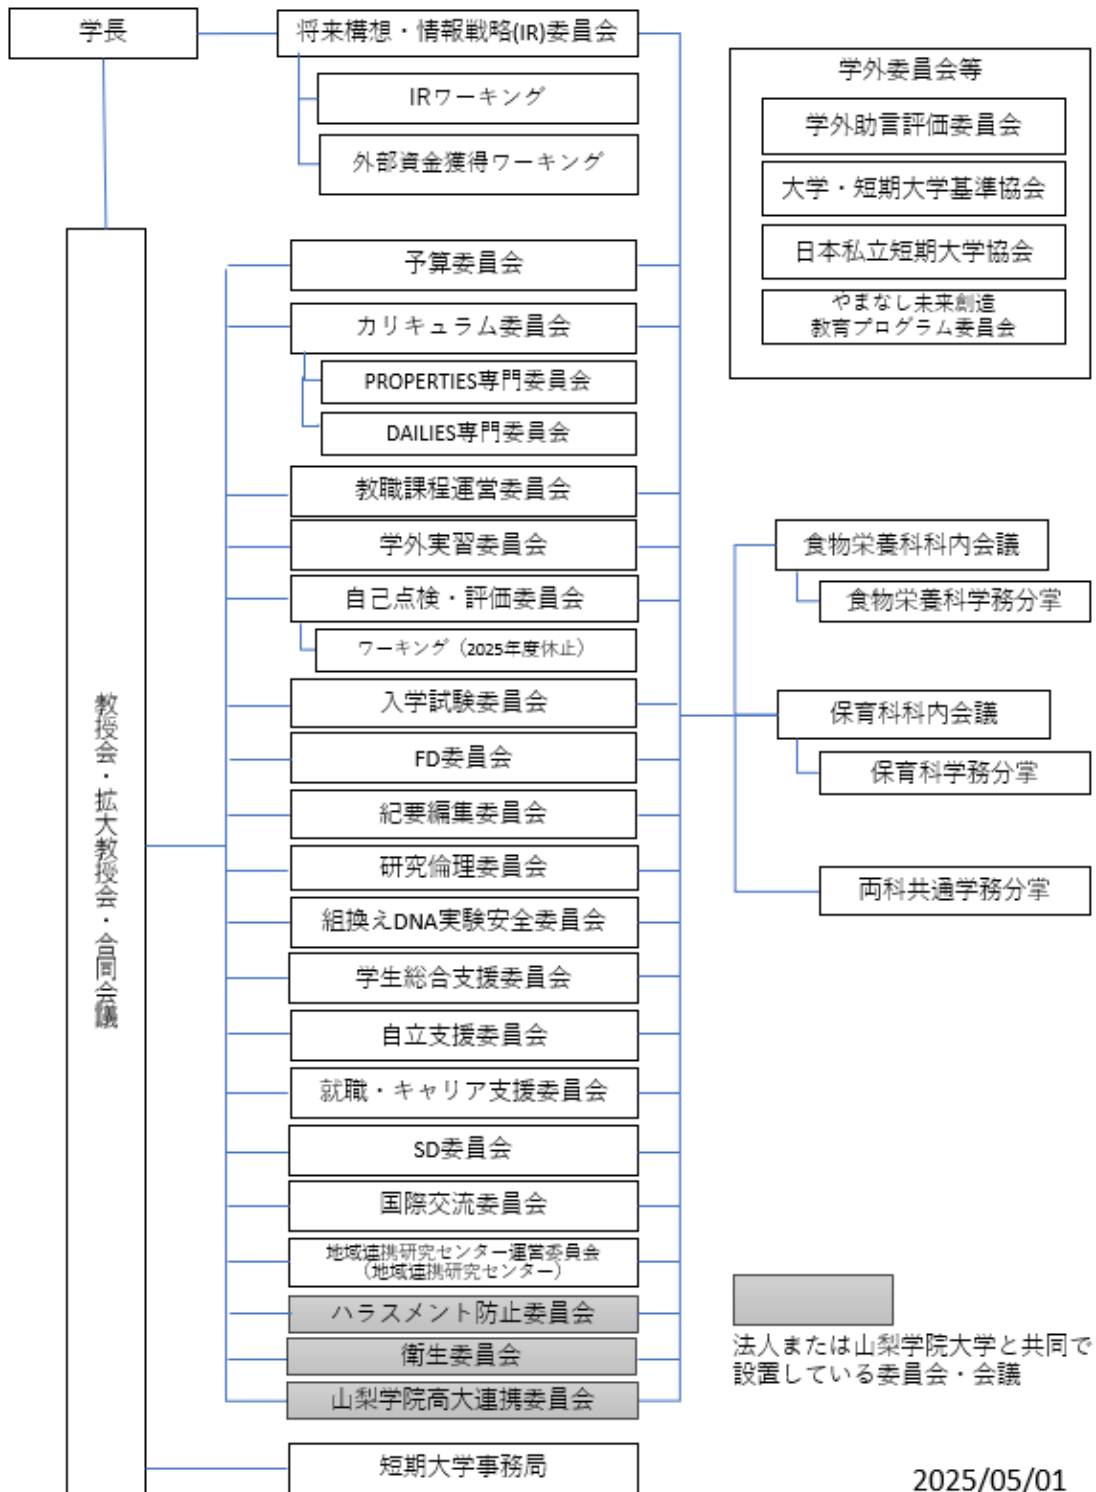 学長
将来構想・情報戦略(IR)委員会
IRワーキング
外部資金獲得ワーキング
学外委員会等
学外助言評価委員会
大学・短期大学基準協会
日本私立短期大学協会
やまなし未来創造
教育プログラム委員会
教授会・拡大教授会・合同会議
予算委員会
カリキュラム委員会
PROPERTIES専門委員会
DAILIES専門委員会
教職課程運営委員会
学外実習委員会
自己点検・評価委員会
ワーキング（2025年度休止）
入学試験委員会
FD委員会
紀要編集委員会
研究倫理委員会
組換えDNA実験安全委員会
学生総合支援委員会
自立支援委員会
就職・キャリア支援委員会
SD委員会
国際交流委員会
地域連携研究センター運営委員会
（地域連携研究センター）
ハラスメント防止委員会
衛生委員会
山梨学院高大連携委員会
短期大学事務局
食物栄養科科内会議
食物栄養科学務分掌
保育科科内会議
保育科学務分掌
両科共通学務分掌
法人または山梨学院大学と共同で
設置している委員会・会議
2025/05/01